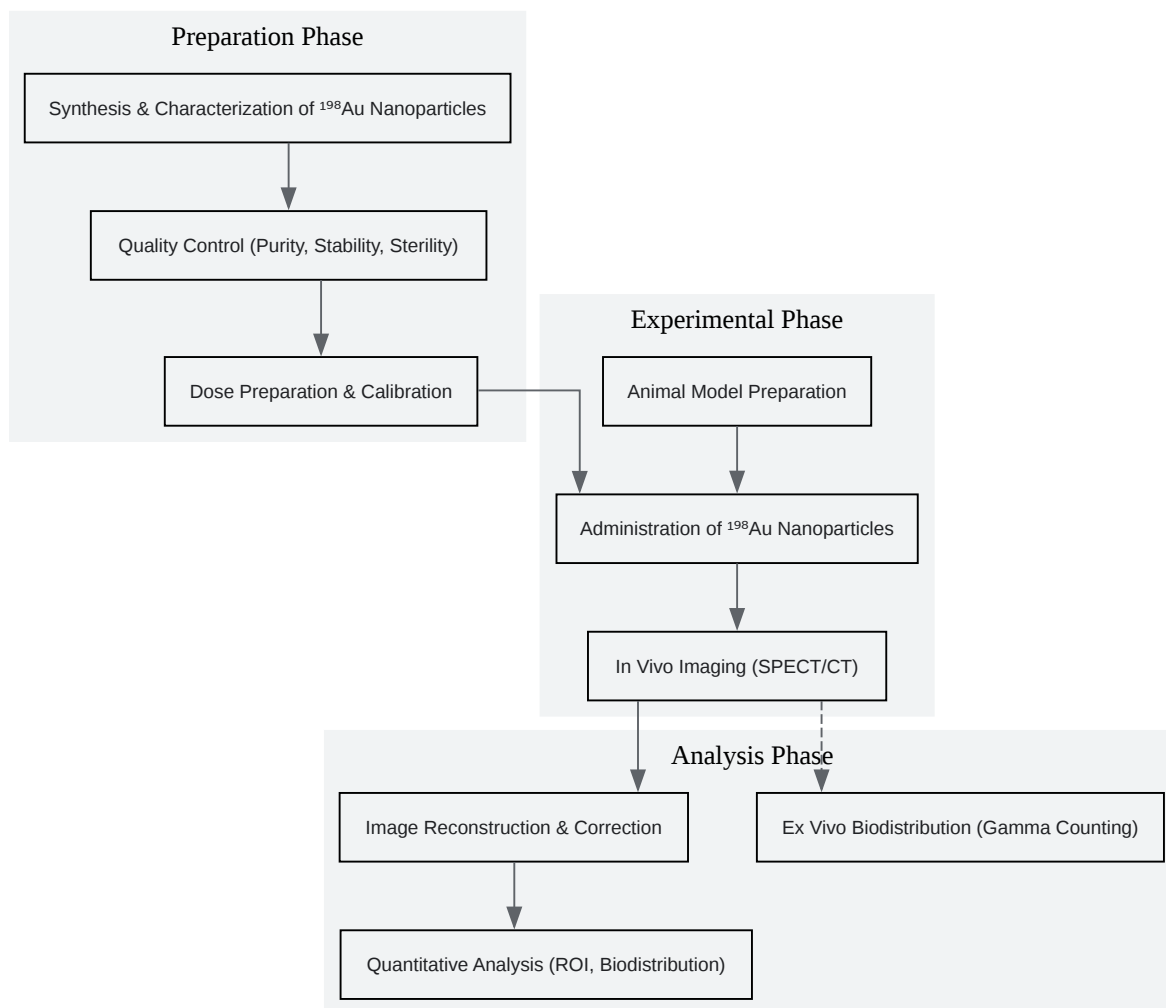 Preparation Phase
Synthesis & Characterization of ¹⁹⁸Au Nanoparticles
Quality Control (Purity, Stability, Sterility)
Dose Preparation & Calibration
Experimental Phase
Animal Model Preparation
Administration of ¹⁹⁸Au Nanoparticles
In Vivo Imaging (SPECT/CT)
Analysis Phase
Image Reconstruction & Correction
Ex Vivo Biodistribution (Gamma Counting)
Quantitative Analysis (ROI, Biodistribution)